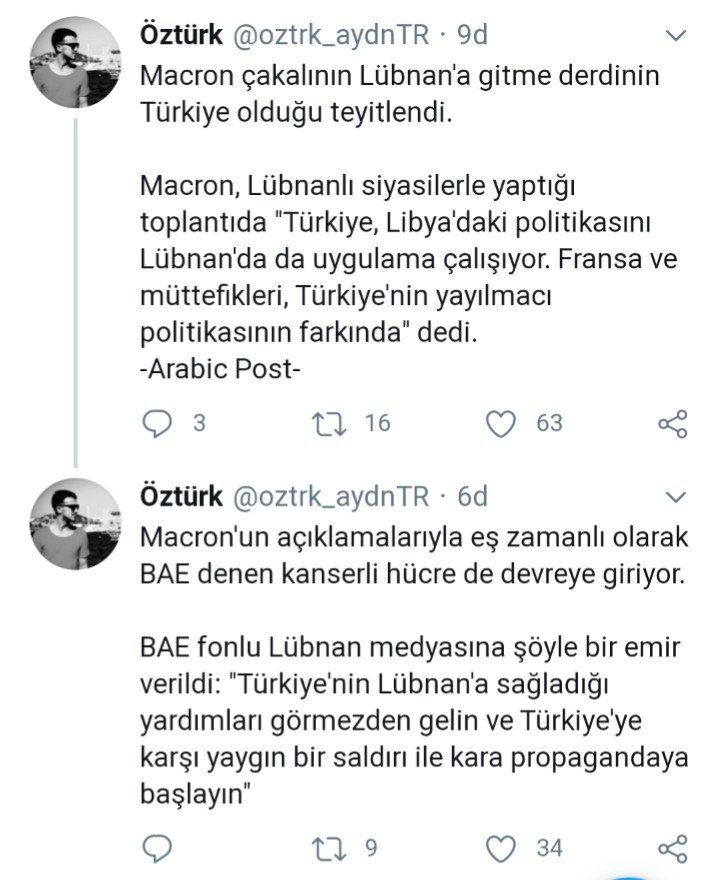 Öztürk @oztrk_aydnTR · 9d
Macron çakalının Lübnan'a gitme derdinin
Türkiye olduğu teyitlendi.
Macron, Lübnanlı siyasilerle yaptığı
toplantıda "Türkiye, Libya'daki politikasını
Lübnan'da da uygulama çalışıyor. Fransa ve
müttefikleri, Türkiye'nin yayılmacı
politikasının farkında" dedi.
-Arabic Post-
3 16 63
Öztürk @oztrk_aydnTR · 6d
Macron'un açıklamalarıyla eş zamanlı olarak
BAE denen kanserli hücre de devreye giriyor.
BAE fonlu Lübnan medyasına şöyle bir emir
verildi: "Türkiye'nin Lübnan'a sağladığı
yardımları görmezden gelin ve Türkiye'ye
karşı yaygın bir saldırı ile kara propagandaya
başlayın"
9 34